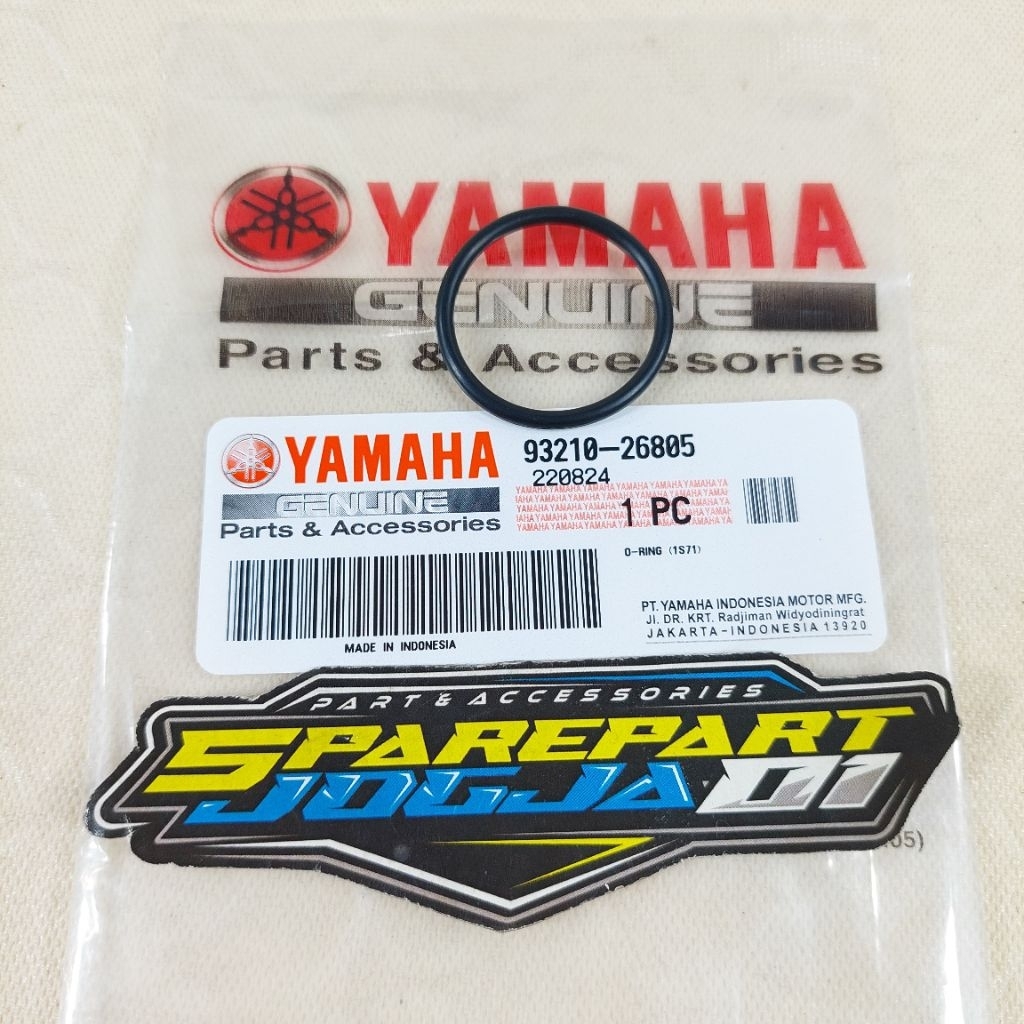 YAMAHA
GENUINE
Parts & Accessories
YAMAHA
GENUINE
Parts & Accessories
93210-26805
220824
1 PC
O-RING (1S71)
MADE IN INDONESIA
PT. YAMAHA INDONESIA MOTOR MFG.
Jl. DR. KRT. Radjiman Widyodiningrat
JAKARTA - INDONESIA 13920
PART & ACCESSORIES
SPAREPART
JOGJA 01
05)